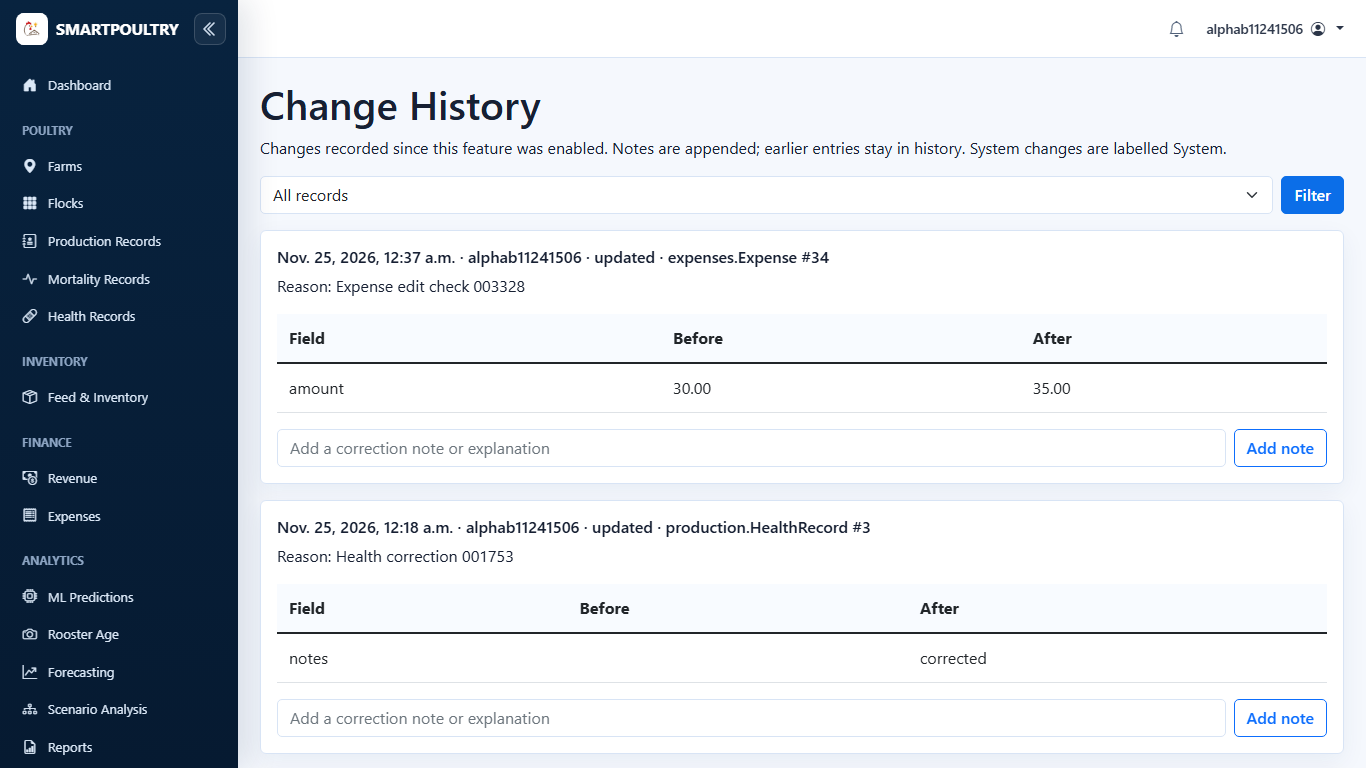 SMARTPOULTRY
alphab11241506
Dashboard
POULTRY
Farms
Flocks
Production Records
Mortality Records
Health Records
INVENTORY
Feed & Inventory
FINANCE
Revenue
Expenses
ANALYTICS
ML Predictions
Rooster Age
Forecasting
Scenario Analysis
Reports
Change History
Changes recorded since this feature was enabled. Notes are appended; earlier entries stay in history. System changes are labelled System.
All records
Filter
Nov. 25, 2026, 12:37 a.m. · alphab11241506 · updated · expenses.Expense #34
Reason: Expense edit check 003328
Field Before After
amount 30.00 35.00
Add a correction note or explanation
Add note
Nov. 25, 2026, 12:18 a.m. · alphab11241506 · updated · production.HealthRecord #3
Reason: Health correction 001753
Field Before After
notes corrected
Add a correction note or explanation
Add note